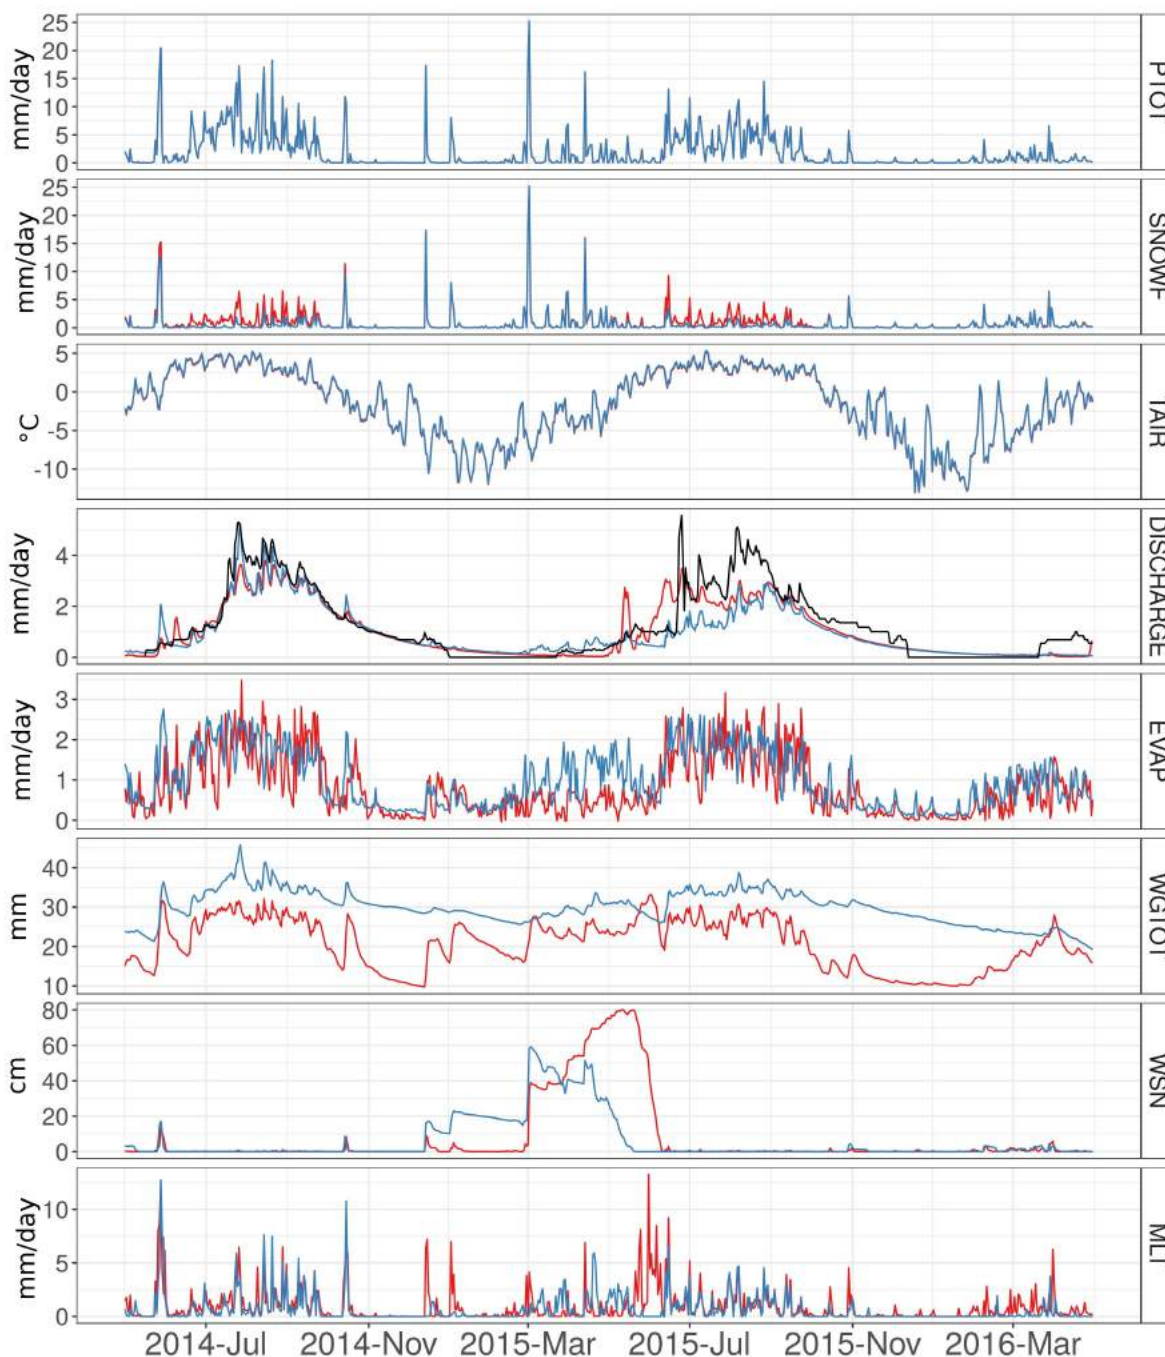 25
20
15
10
5
0
mm/day
PTOT
25
20
15
10
5
0
mm/day
SNOWF
5
0
-5
-10
°C
TAIR
4
2
0
mm/day
DISCHARGE
3
2
1
0
mm/day
EVAP
40
30
20
10
mm
WGTOT
80
60
40
20
0
cm
WSN
10
5
0
mm/day
MLT
2014-Jul 2014-Nov 2015-Mar 2015-Jul 2015-Nov 2016-Mar